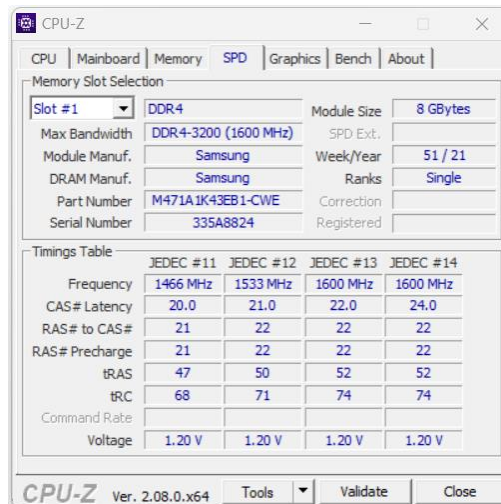 CPU-Z
CPU Mainboard Memory SPD Graphics Bench About
Memory Slot Selection
Slot #1 DDR4 Module Size 8 GBytes
Max Bandwidth DDR4-3200 (1600 MHz) SPD Ext.
Module Manuf. Samsung Week/Year 51 / 21
DRAM Manuf. Samsung Ranks Single
Part Number M471A1K43EB1-CWE Correction
Serial Number 335A8824 Registered
Timings Table
JEDEC #11 JEDEC #12 JEDEC #13 JEDEC #14
Frequency 1466 MHz 1533 MHz 1600 MHz 1600 MHz
CAS# Latency 20.0 21.0 22.0 24.0
RAS# to CAS# 21 22 22 22
RAS# Precharge 21 22 22 22
tRAS 47 50 52 52
tRC 68 71 74 74
Command Rate
Voltage 1.20 V 1.20 V 1.20 V 1.20 V
CPU-Z Ver. 2.08.0.x64 Tools Validate Close